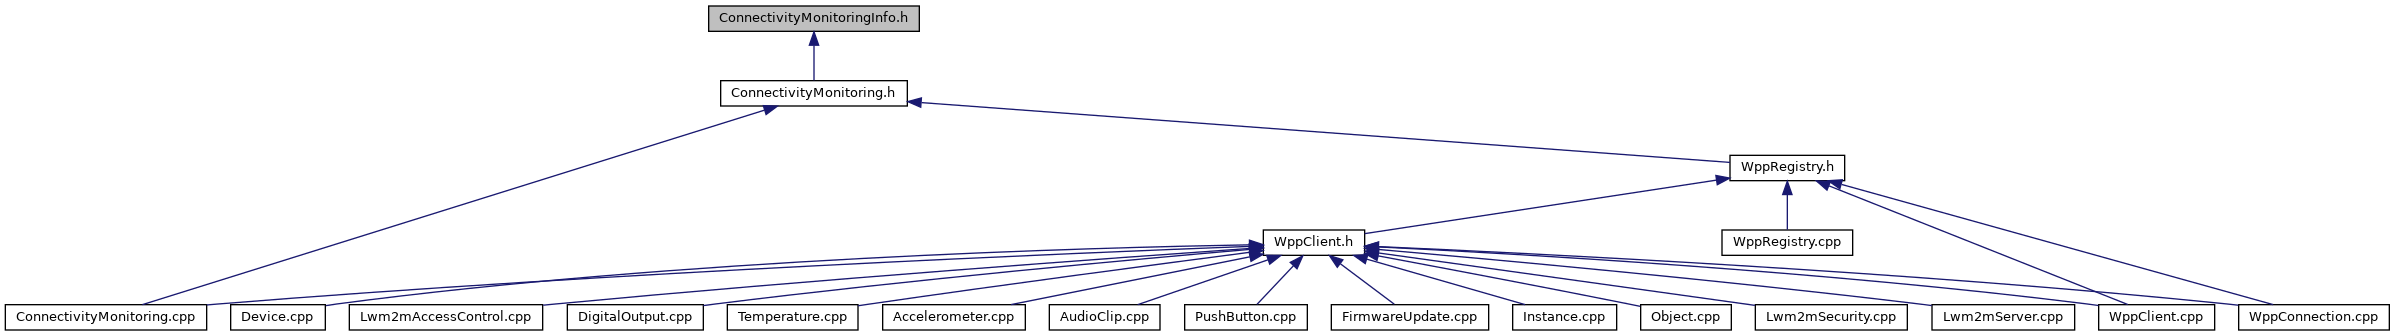 ConnectivityMonitoringInfo.h
ConnectivityMonitoring.h
WppRegistry.h
WppClient.h
WppRegistry.cpp
ConnectivityMonitoring.cpp
Device.cpp
Lwm2mAccessControl.cpp
DigitalOutput.cpp
Temperature.cpp
Accelerometer.cpp
AudioClip.cpp
PushButton.cpp
FirmwareUpdate.cpp
Instance.cpp
Object.cpp
Lwm2mSecurity.cpp
Lwm2mServer.cpp
WppClient.cpp
WppConnection.cpp